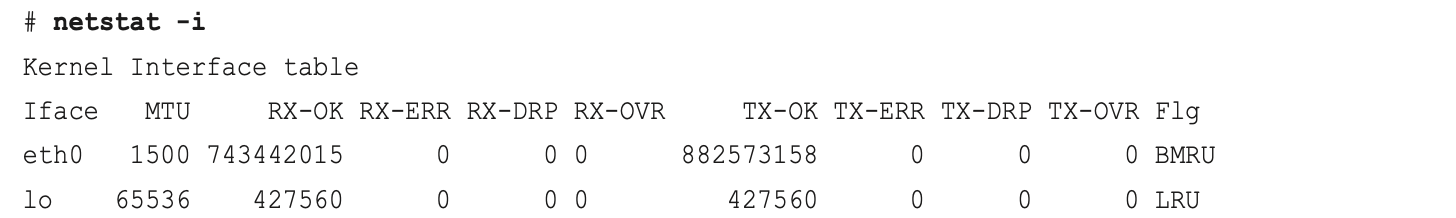 # netstat -i
Kernel Interface table
Iface   MTU     RX-OK RX-ERR RX-DRP RX-OVR     TX-OK TX-ERR TX-DRP TX-OVR Flg
eth0   1500 743442015      0      0 0      882573158      0      0      0 BMRU
lo    65536    427560      0      0 0         427560      0      0      0 LRU